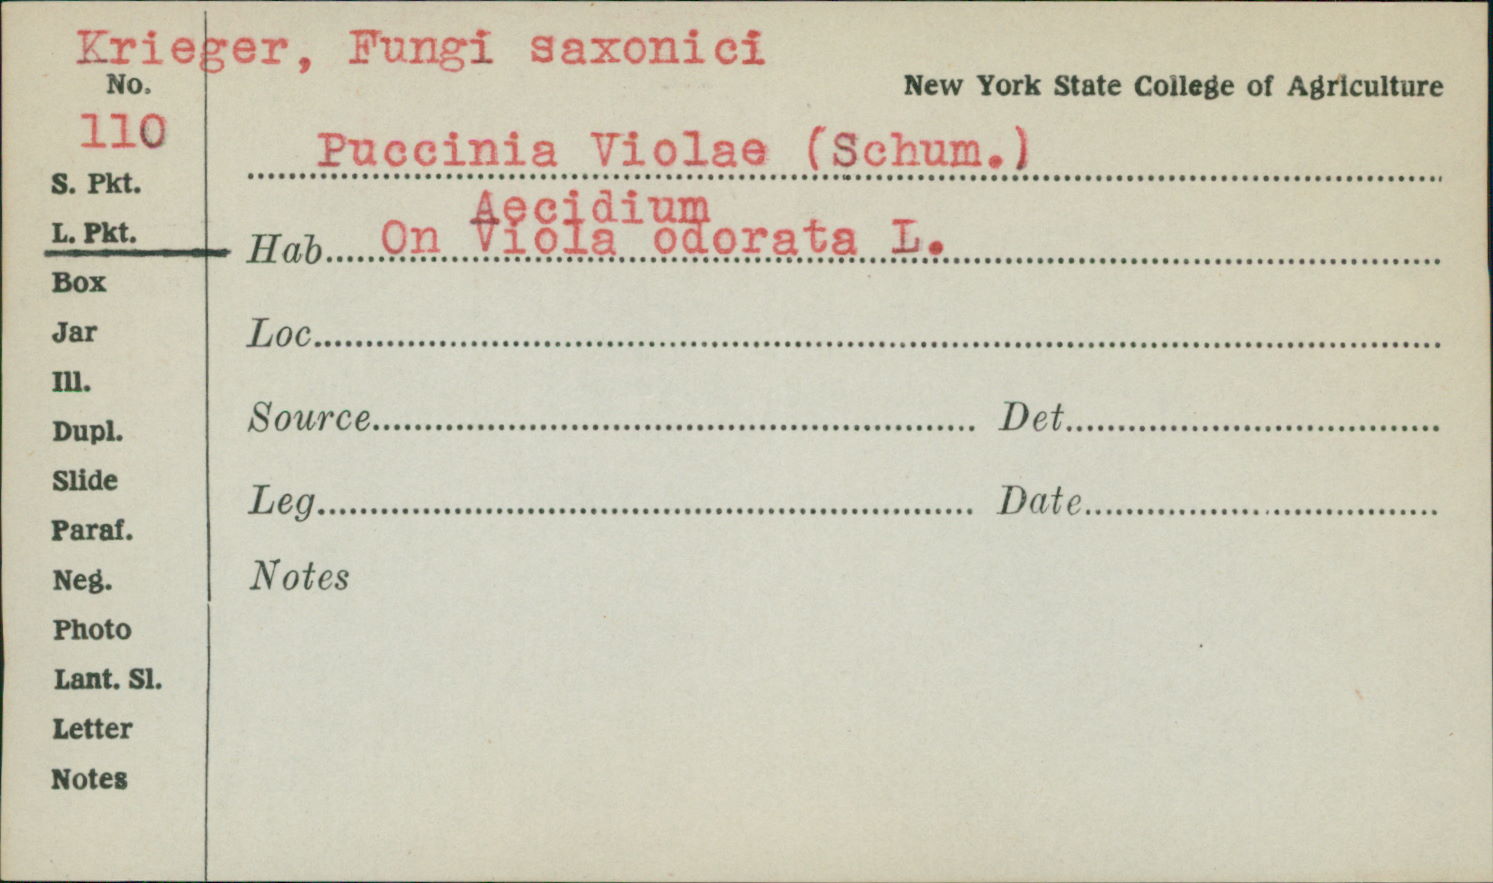 Krieger, Fungi saxonici
No.
New York State College of Agriculture
110
Puccinia Violae (Schum.)
S. Pkt.
Aecidium
L. Pkt.
Hab. On Viola odorata L.
Box
Jar
Loc.
Ill.
Dupl.
Source Det.
Slide
Leg. Date
Paraf.
Neg.
Notes
Photo
Lant. Sl.
Letter
Notes